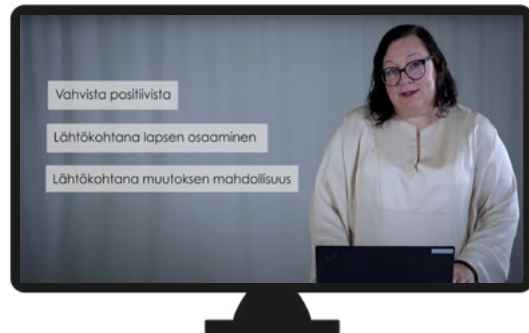 Vahvista positiivista
Lähtökohtana lapsen osaaminen
Lähtökohtana muutoksen mahdollisuus